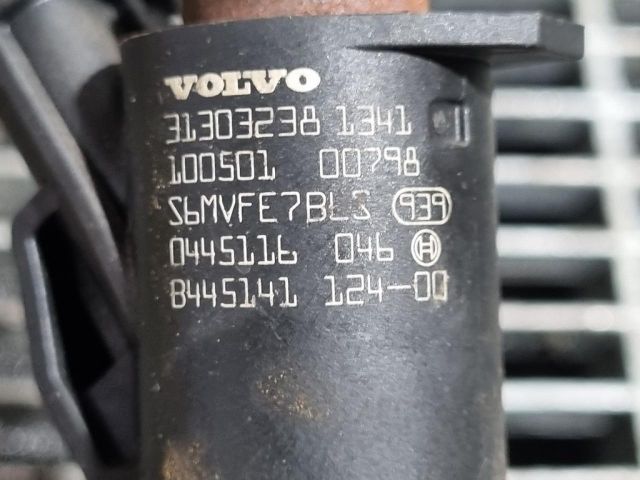 VOLVO
31303238 1341
100501 00798
S6MVFE7BLS 939
0445116 046 H
8445141 124-00